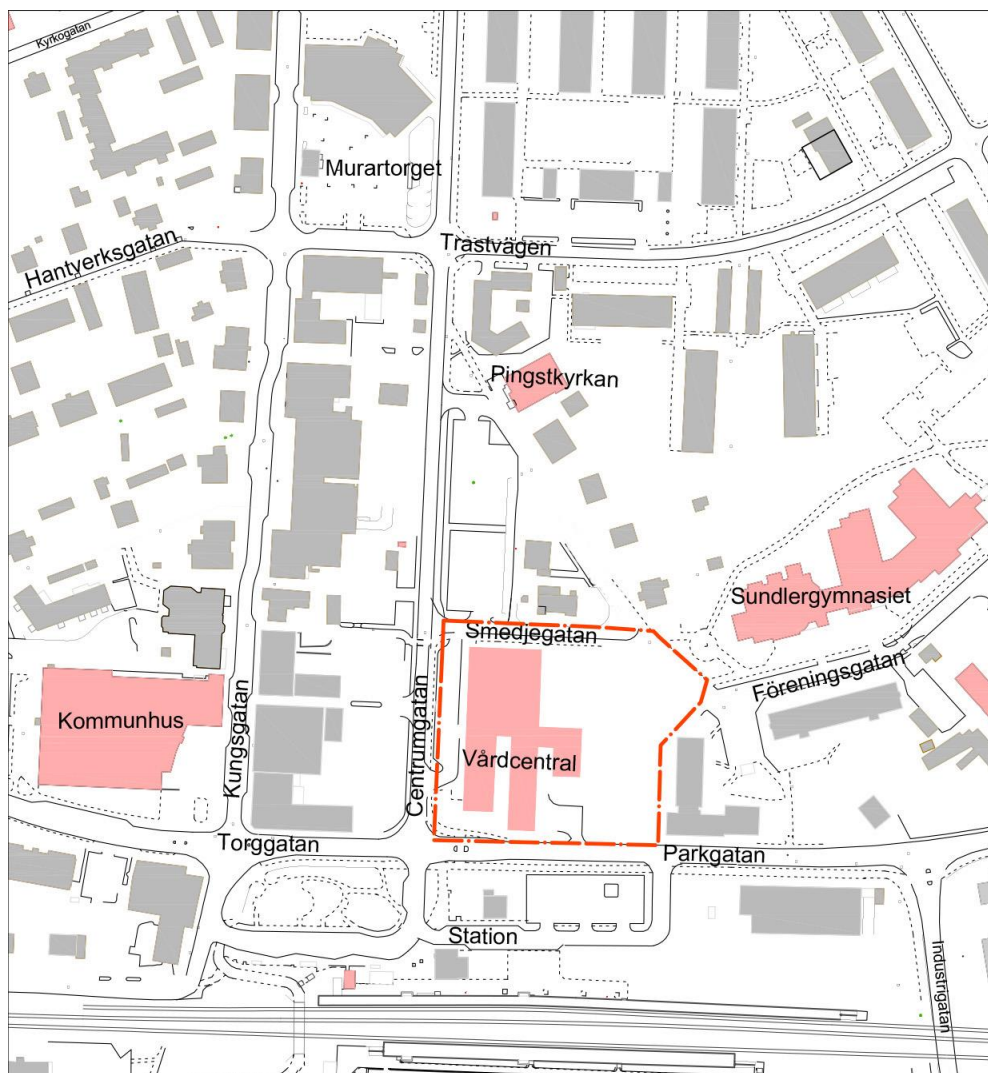 Kyrkogatan
Murartorget
Hantverksgatan
Trastvägen
Pingstkyrkan
Sundlergymnasiet
Smedjegatan
Föreningsgatan
Kommunhus
Kungsgatan
Centrumgatan
Vårdcentral
Torggatan
Parkgatan
Station
Industrigatan